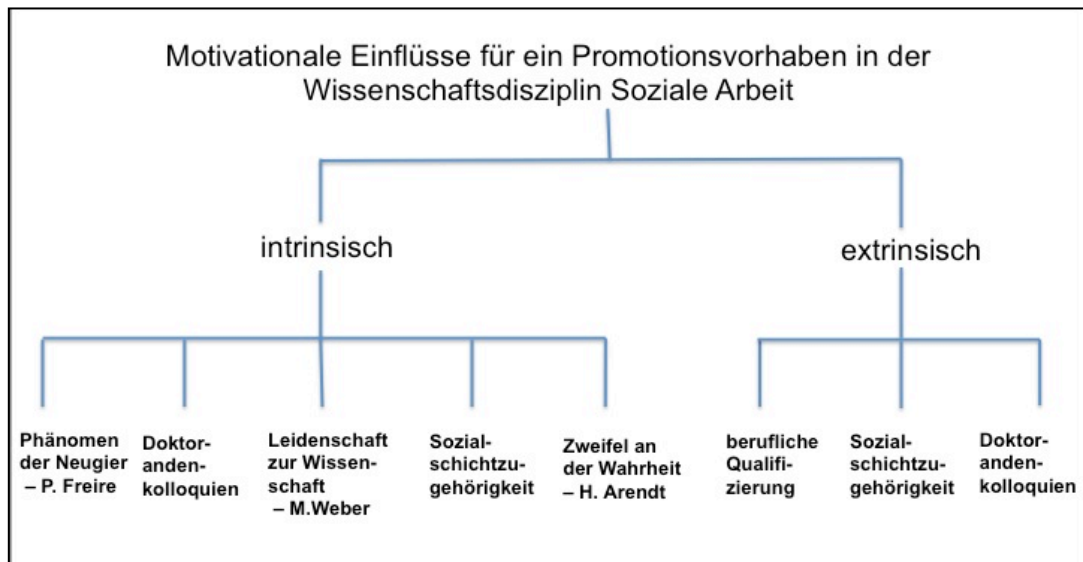 Motivationale Einflüsse für ein Promotionsvorhaben in der
Wissenschaftsdisziplin Soziale Arbeit
intrinsisch
extrinsisch
Phänomen
der Neugier
– P. Freire
Doktor-
anden-
kolloquien
Leidenschaft
zur Wissen-
schaft
– M.Weber
Sozial-
schichtzu-
gehörigkeit
Zweifel an
der Wahrheit
– H. Arendt
berufliche
Qualifi-
zierung
Sozial-
schichtzu-
gehörigkeit
Doktor-
anden-
kolloquien